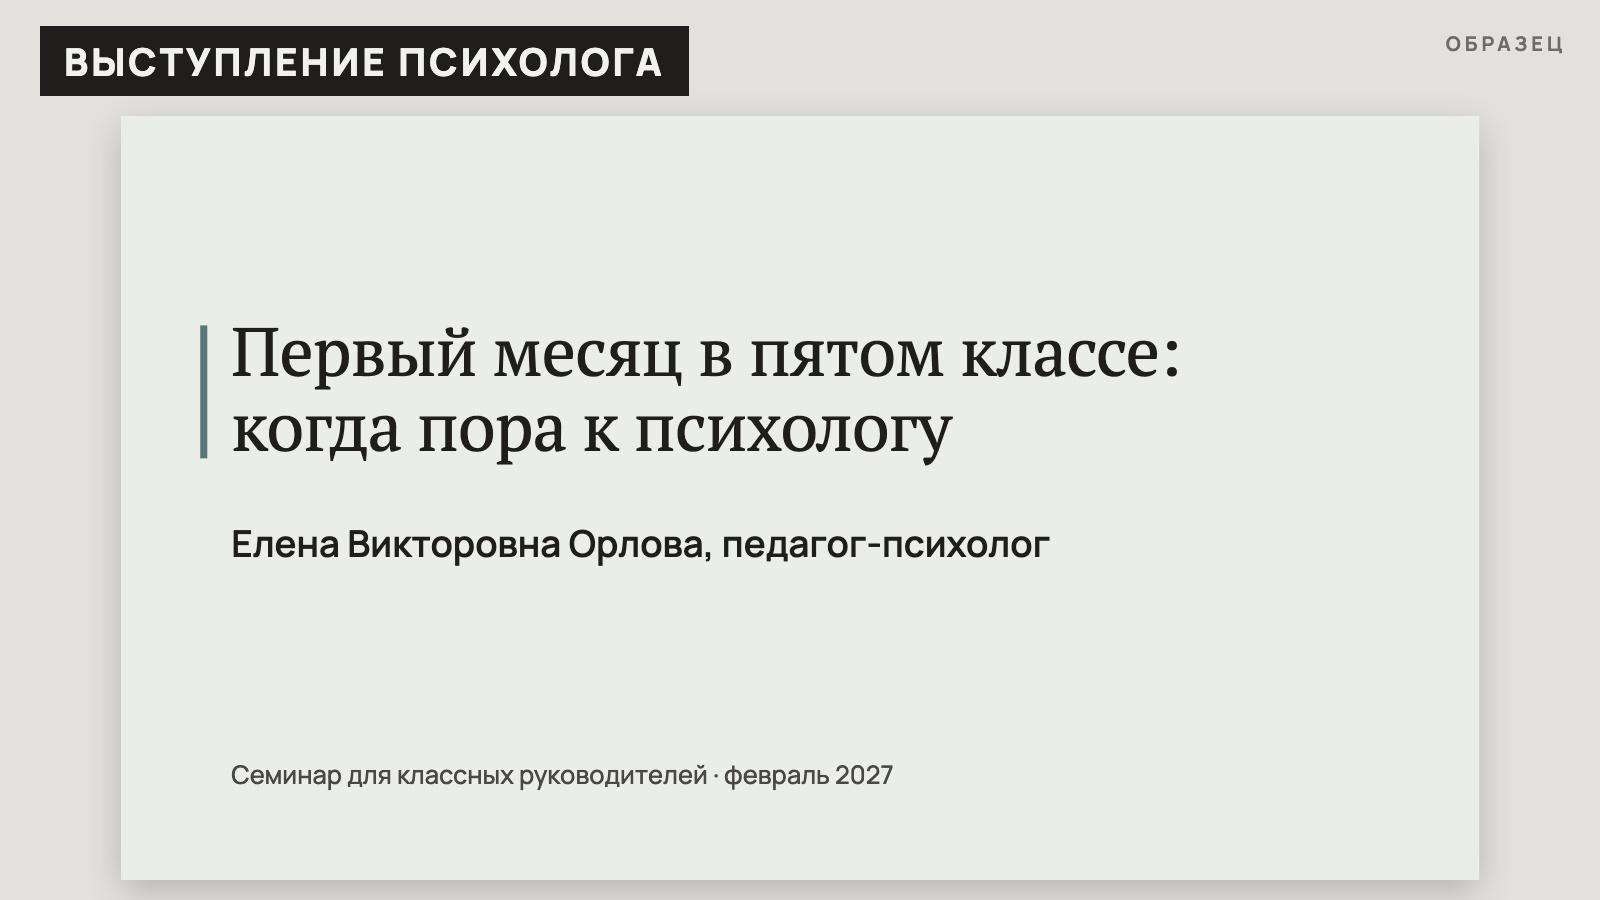 ВЫСТУПЛЕНИЕ ПСИХОЛОГА
ОБРАЗЕЦ
Первый месяц в пятом классе:
когда пора к психологу
Елена Викторовна Орлова, педагог-психолог
Семинар для классных руководителей · февраль 2027